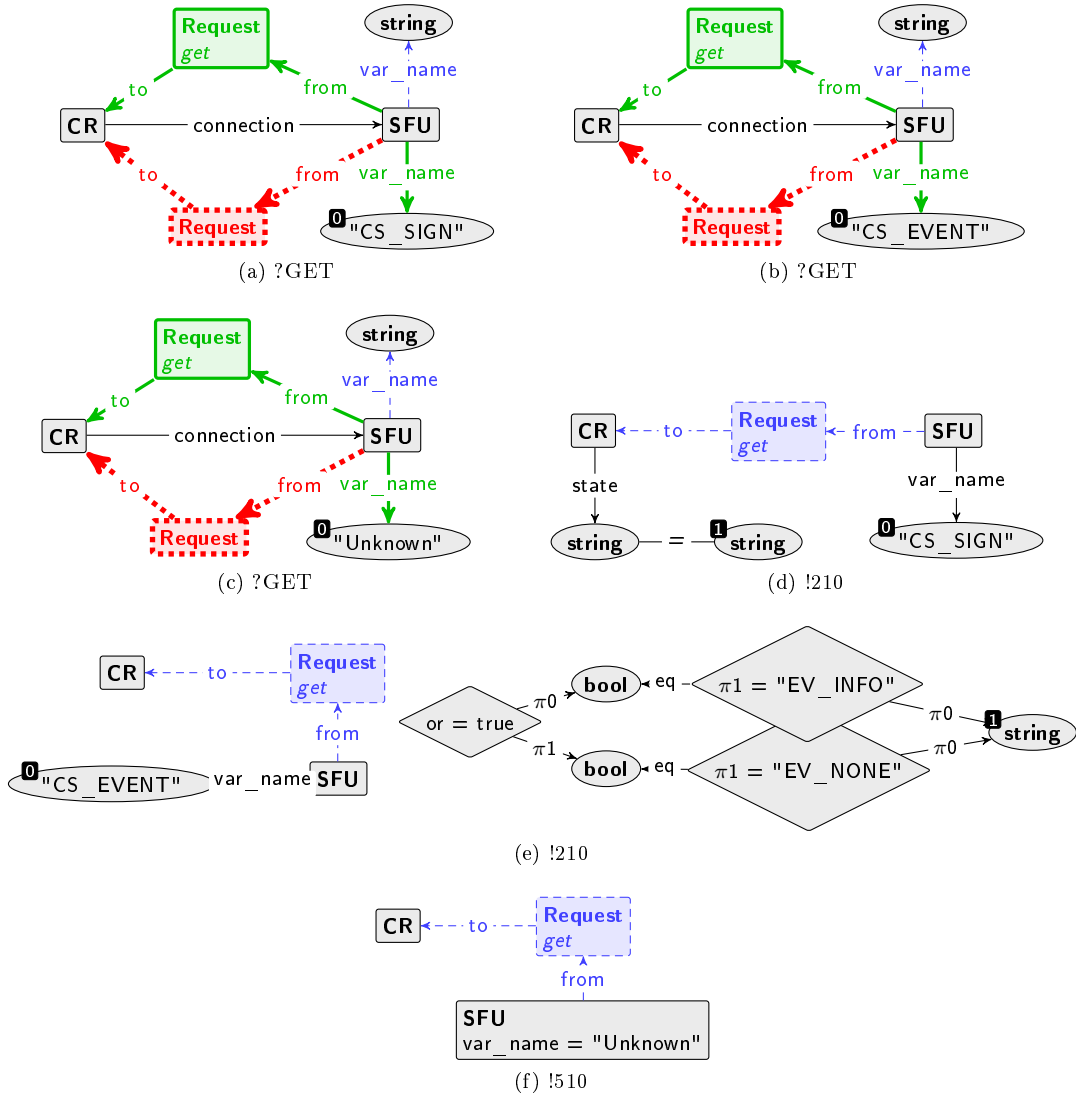 Request
get
string
to
from
var_name
CR
connection
SFU
to
from
var_name
Request
0
"CS_SIGN"
(a) ?GET
Request
get
string
to
from
var_name
CR
connection
SFU
to
from
var_name
Request
0
"CS_EVENT"
(b) ?GET
Request
get
string
to
from
var_name
CR
connection
SFU
to
from
var_name
Request
0
"Unknown"
(c) ?GET
CR
to
Request
get
from
SFU
state
var_name
string
=
1
string
0
"CS_SIGN"
(d) !210
CR
to
Request
get
from
0
"CS_EVENT"
var_name
SFU
or = true
π0
π1
bool
bool
eq
eq
π1 = "EV_INFO"
π1 = "EV_NONE"
π0
π0
1
string
(e) !210
CR
to
Request
get
from
SFU
var_name = "Unknown"
(f) !510